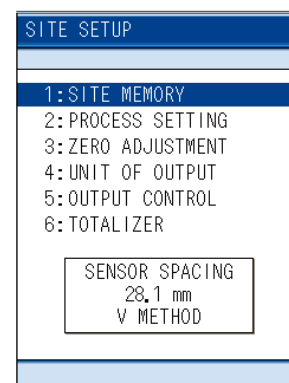 SITE SETUP
1:SITE MEMORY
2:PROCESS SETTING
3:ZERO ADJUSTMENT
4:UNIT OF OUTPUT
5:OUTPUT CONTROL
6:TOTALIZER
SENSOR SPACING
28.1 mm
V METHOD